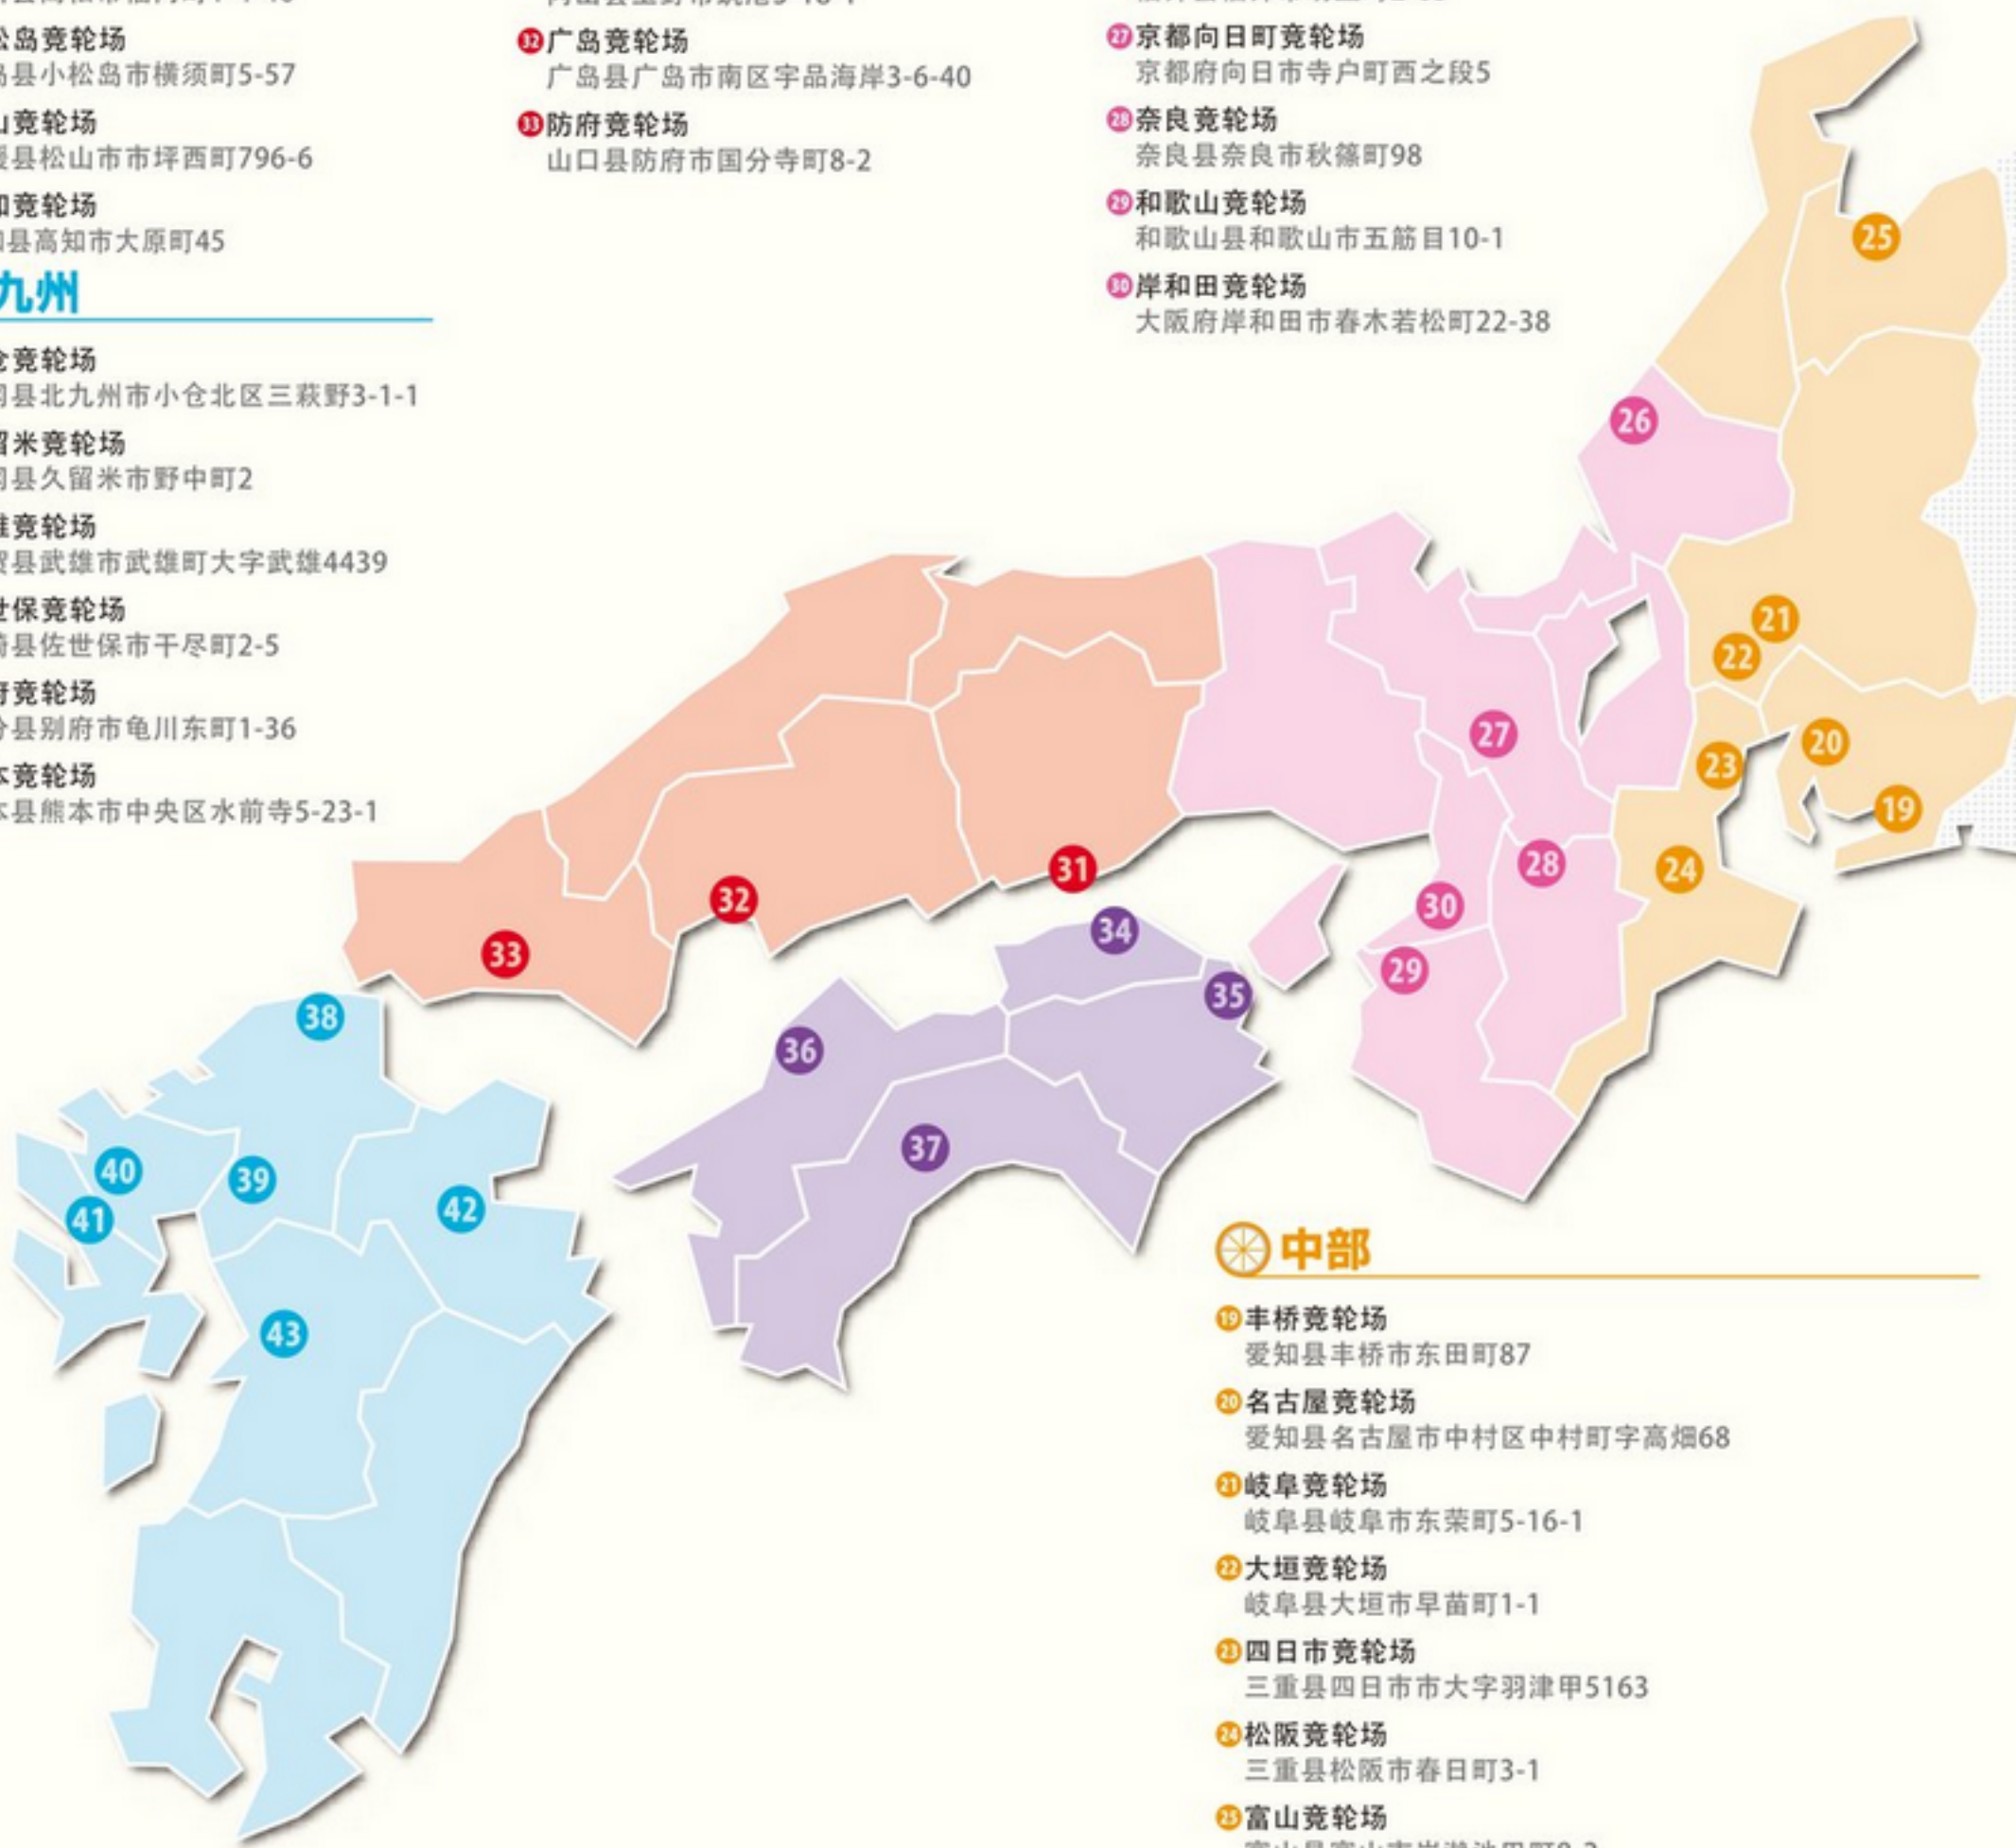 松岛竞轮场
岛县小松岛市横须町5-57
山竞轮场
县松山市市坪西町796-6
竞轮场
县高知市大原町45
九州
竞轮场
县北九州市小仓北区三萩野3-1-1
留米竞轮场
县久留米市野中町2
竞轮场
县武雄市武雄町大字武雄4439
世保竞轮场
县佐世保市干尽町2-5
竞轮场
县别府市龟川东町1-36
竞轮场
县熊本市中央区水前寺5-23-1
32 广岛竞轮场
广岛县广岛市南区宇品海岸3-6-40
33 防府竞轮场
山口县防府市国分寺町8-2
27 京都向日町竞轮场
京都府向日市寺户町西之段5
28 奈良竞轮场
奈良县奈良市秋篠町98
29 和歌山竞轮场
和歌山县和歌山市五筋目10-1
30 岸和田竞轮场
大阪府岸和田市春木若松町22-38
25
26
21
22
27
20
23
19
28
24
31
32
30
34
33
29
35
38
36
37
40
39
41
42
43
中部
19 丰桥竞轮场
爱知县丰桥市东田町87
20 名古屋竞轮场
爱知县名古屋市中村区中村町字高畑68
21 岐阜竞轮场
岐阜县岐阜市东荣町5-16-1
22 大垣竞轮场
岐阜县大垣市早苗町1-1
23 四日市竞轮场
三重县四日市市大字羽津甲5163
24 松阪竞轮场
三重县松阪市春日町3-1
25 富山竞轮场